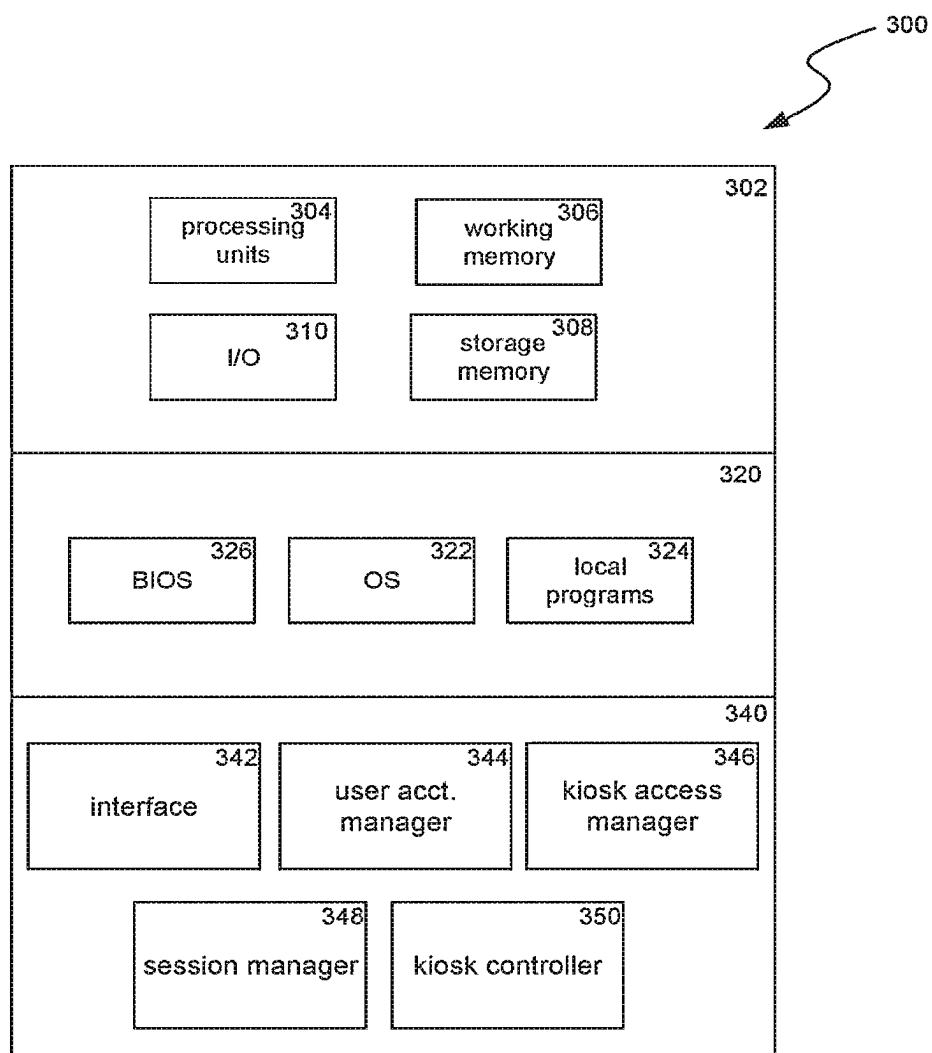 300
302
304
processing
units
306
working
memory
310
I/O
308
storage
memory
320
326
BIOS
322
OS
324
local
programs
340
342
interface
344
user acct.
manager
346
kiosk access
manager
348
session manager
350
kiosk controller